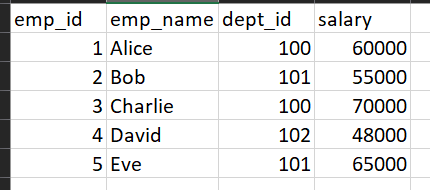 emp_id emp_name dept_id salary
1 Alice 100 60000
2 Bob 101 55000
3 Charlie 100 70000
4 David 102 48000
5 Eve 101 65000